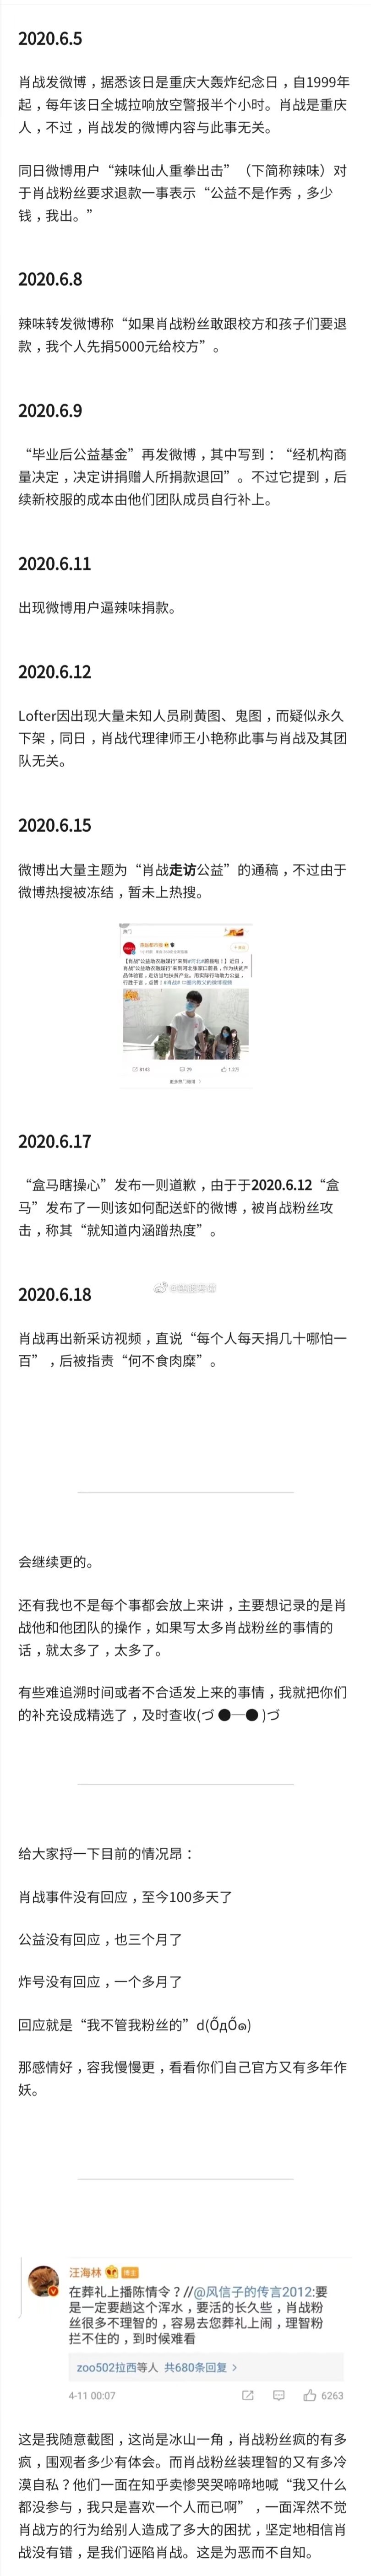 2020.6.5
肖战发微博，据悉该日是重庆大轰炸纪念日，自1999年
起，每年该日全城拉响放空警报半个小时。肖战是重庆
人，不过，肖战发的微博内容与此事无关。
同日微博用户“辣味仙人重拳出击”（下简称辣味）对
于肖战粉丝要求退款一事表示“公益不是作秀，多少
钱，我出。”
2020.6.8
辣味转发微博称“如果肖战粉丝敢跟校方和孩子们要退
款，我个人先捐5000元给校方”。
2020.6.9
“毕业后公益基金”再发微博，其中写到：“经机构商
量决定，决定讲捐赠人所捐款退回”。不过它提到，后
续新校服的成本由他们团队成员自行补上。
2020.6.11
出现微博用户逼辣味捐款。
2020.6.12
Lofter因出现大量未知人员刷黄图、鬼图，而疑似永久
下架，同日，肖战代理律师王小艳称此事与肖战及其团
队无关。
2020.6.15
微博出大量主题为“肖战走访公益”的通稿，不过由于
微博热搜被冻结，暂未上热搜。
2020.6.17
“盒马瞎操心”发布一则道歉，由于于2020.6.12“盒
马”发布了一则该如何配送虾的微博，被肖战粉丝攻
击，称其“就知道内涵蹭热度”。
2020.6.18
肖战再出新采访视频，直说“每个人每天捐几十哪怕一
百”，后被指责“何不食肉糜”。
会继续更的。
还有我也不是每个事都会放上来讲，主要想记录的是肖
战他和他团队的操作，如果写太多肖战粉丝的事情的
话，就太多了，太多了。
有些难追溯时间或者不合适发上来的事情，我就把你们
的补充设成精选了，及时查收(づ ●─● )づ
给大家捋一下目前的情况昂：
肖战事件没有回应，至今100多天了
公益没有回应，也三个月了
炸号没有回应，一个多月了
回应就是“我不管我粉丝的”d(ŐдŐ๑)
那感情好，容我慢慢更，看看你们自己官方又有多年作
妖。
汪海林
在葬礼上播陈情令？//@风信子的传言2012:要
是一定要趟这个浑水，要活的长久些，肖战粉
丝很多不理智的，容易去您葬礼上闹，理智粉
拦不住的，到时候难看
zoo502拉西等人 共680条回复 >
4-11 00:07
6263
这是我随意截图，这尚是冰山一角，肖战粉丝疯的有多
疯，围观者多少有体会。而肖战粉丝装理智的又有多冷
漠自私？他们一面在知乎卖惨哭哭啼啼地喊“我又什么
都没参与，我只是喜欢一个人而已啊”，一面浑然不觉
肖战方的行为给别人造成了多大的困扰，坚定地相信肖
战没有错，是我们诬陷肖战。这是为恶而不自知。